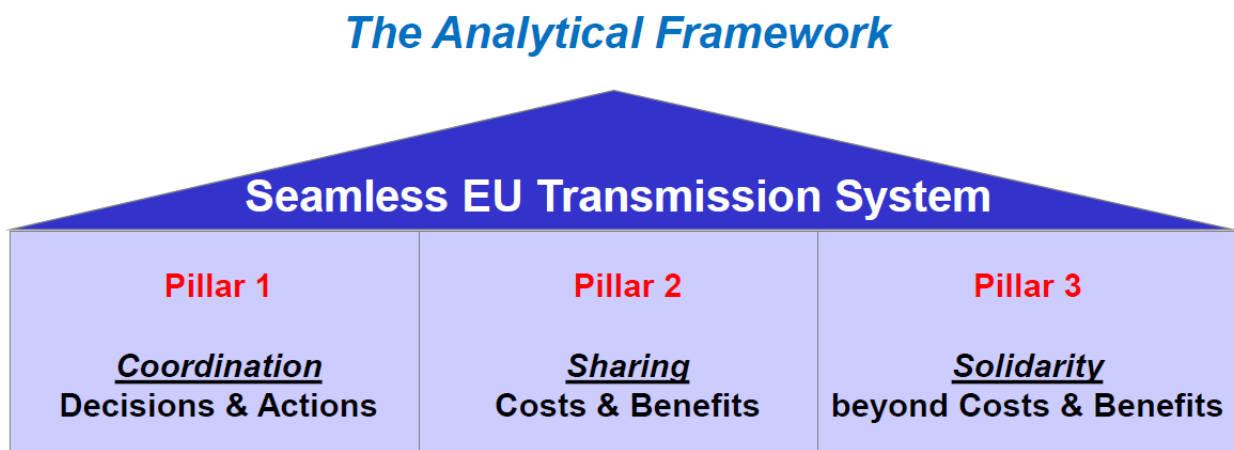 The Analytical Framework
Seamless EU Transmission System
Pillar 1
Coordination
Decisions & Actions
Pillar 2
Sharing
Costs & Benefits
Pillar 3
Solidarity
beyond Costs & Benefits